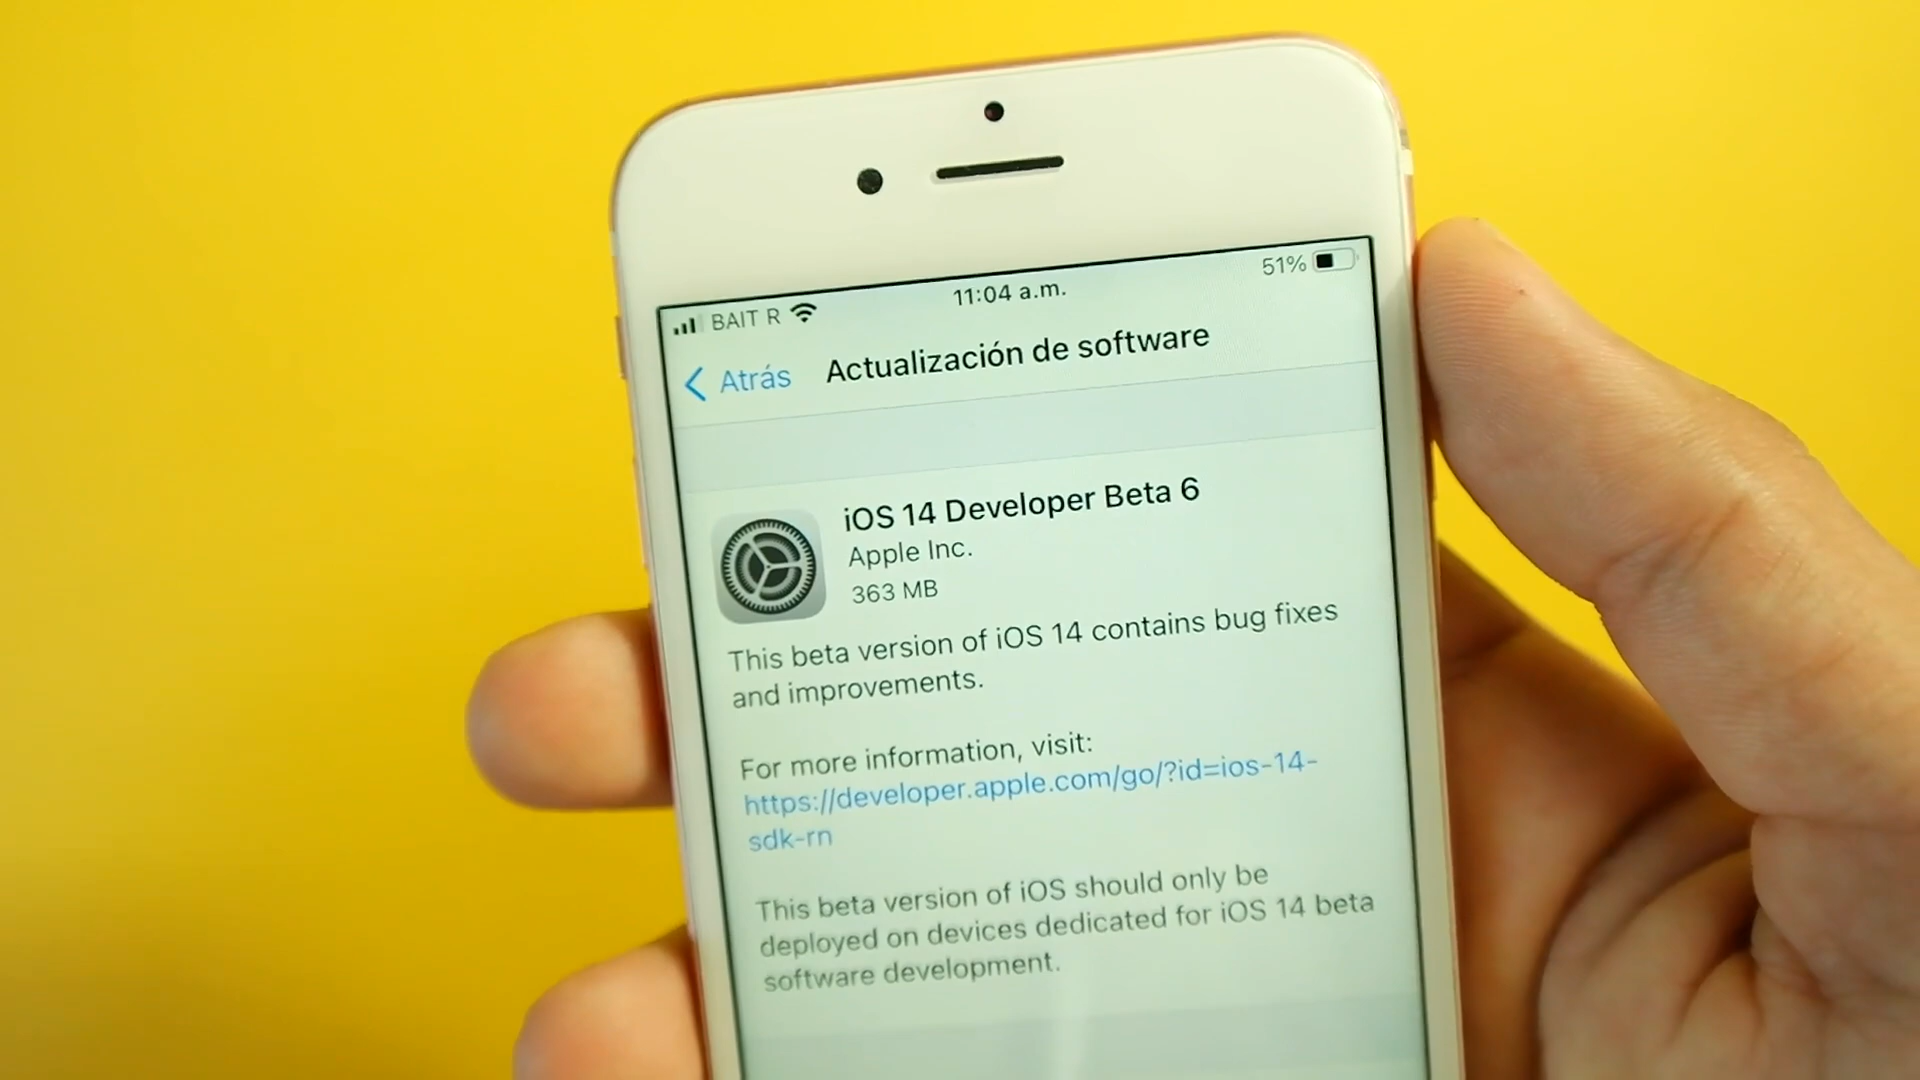 BAIT R
11:04 a.m.
51%
Atrás
Actualización de software
iOS 14 Developer Beta 6
Apple Inc.
363 MB
This beta version of iOS 14 contains bug fixes
and improvements.
For more information, visit:
https://developer.apple.com/go/?id=ios-14-
sdk-rn
This beta version of iOS should only be
deployed on devices dedicated for iOS 14 beta
software development.